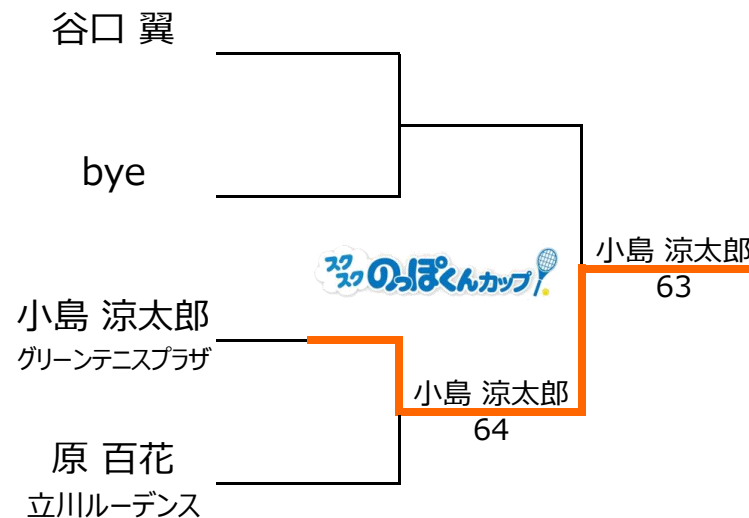 谷口 翼
bye
スクスク のっぽくんカップ!
小島 涼太郎
63
小島 涼太郎
グリーンテニスプラザ
小島 涼太郎
64
原 百花
立川ルーデンス